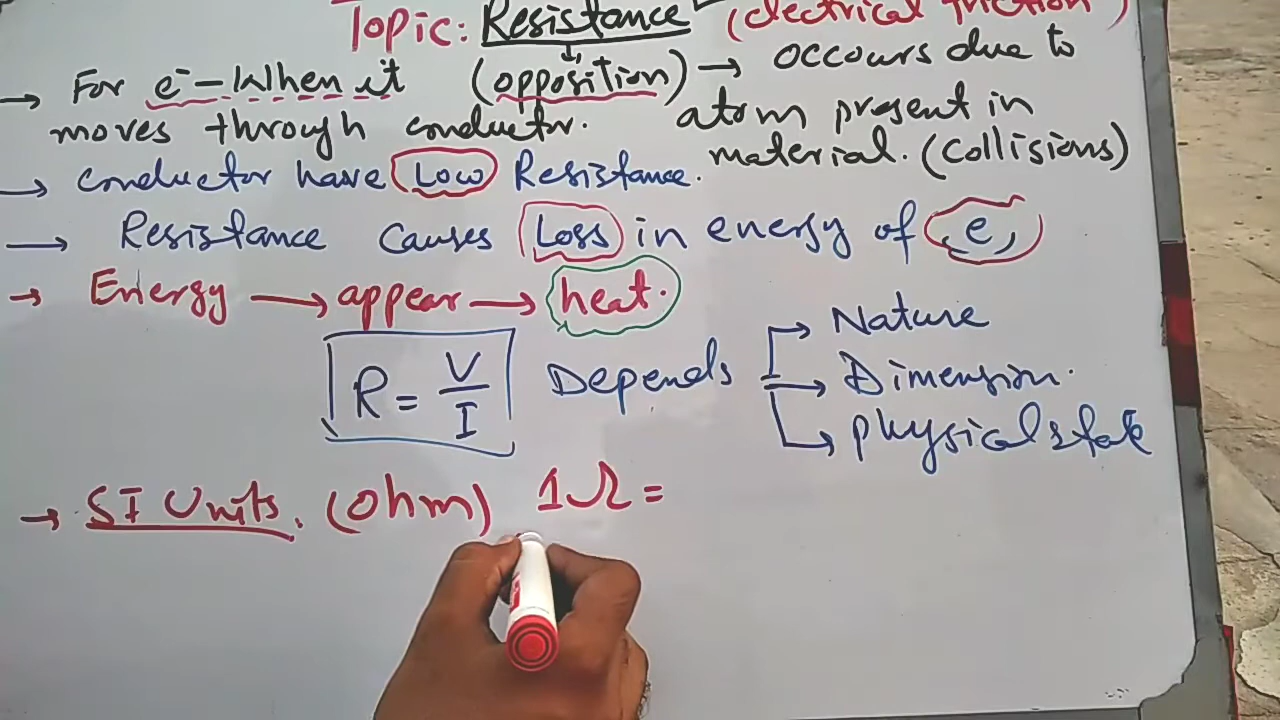 Topic: Resistance (electrical friction)
→ For e⁻ – When it (opposition) → occours due to
moves through conductor. atom present in
material. (collisions)
→ Conductor have Low Resistance.
→ Resistance causes Loss in energy of e,
→ Energy → appear → heat.
R = V/I Depends → Nature
→ Dimension.
→ physical state
→ SI Units. (ohm) 1Ω =